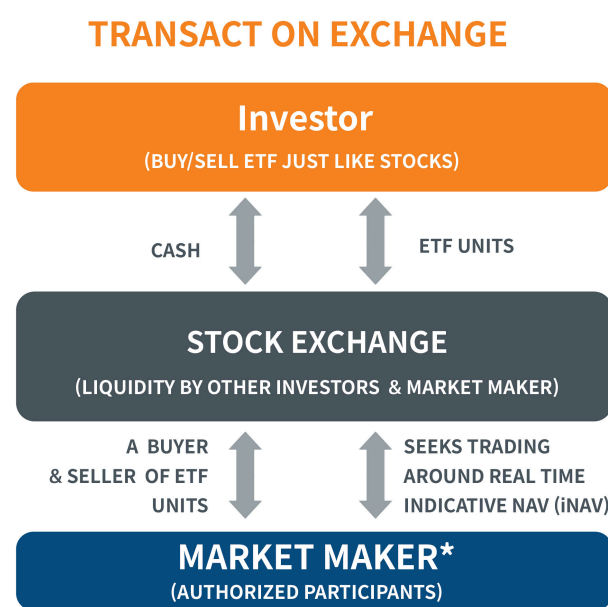 TRANSACT ON EXCHANGE
Investor
(BUY/SELL ETF JUST LIKE STOCKS)
CASH
ETF UNITS
STOCK EXCHANGE
(LIQUIDITY BY OTHER INVESTORS & MARKET MAKER)
A BUYER
& SELLER OF ETF
UNITS
SEEKS TRADING
AROUND REAL TIME
INDICATIVE NAV (iNAV)
MARKET MAKER*
(AUTHORIZED PARTICIPANTS)